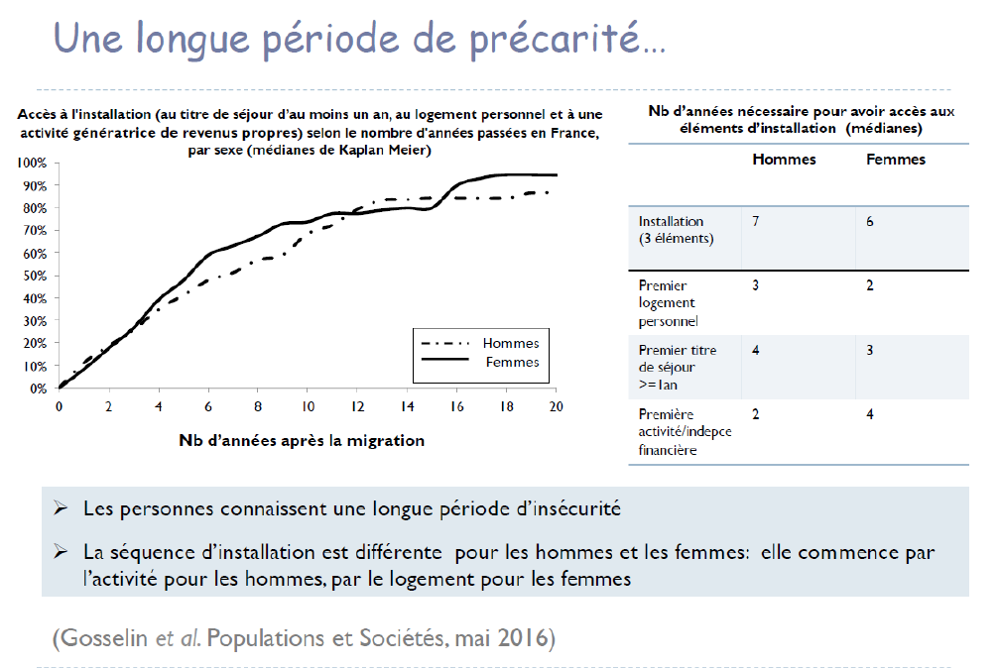 Une longue période de précarité...
Accès à l'installation (au titre de séjour d'au moins un an, au logement personnel et à une
activité génératrice de revenus propres) selon le nombre d'années passées en France,
par sexe (médianes de Kaplan Meier)
100%
90%
80%
70%
60%
50%
40%
30%
20%
10%
0%
0 2 4 6 8 10 12 14 16 18 20
Hommes
Femmes
Nb d'années après la migration
Nb d'années nécessaire pour avoir accès aux
éléments d'installation (médianes)
Hommes Femmes
Installation 7 6
(3 éléments)
Premier 3 2
logement
personnel
Premier titre 4 3
de séjour
>=1an
Première 2 4
activité/indepce
financière
➢ Les personnes connaissent une longue période d'insécurité
➢ La séquence d'installation est différente pour les hommes et les femmes: elle commence par
l'activité pour les hommes, par le logement pour les femmes
(Gosselin et al. Populations et Sociétés, mai 2016)